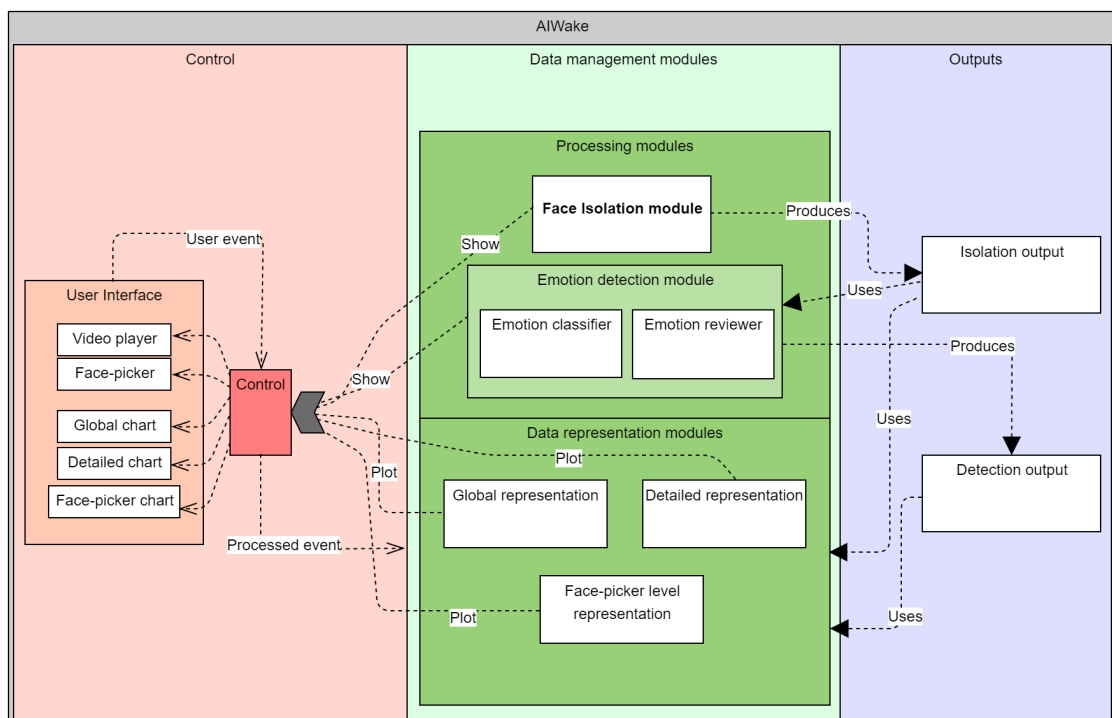 AIWake
Control
Data management modules
Outputs
Processing modules
Face Isolation module
Produces
User event
Show
Isolation output
Emotion detection module
User Interface
Uses
Emotion classifier
Emotion reviewer
Video player
Produces
Face-picker
Control
Show
Global chart
Uses
Data representation modules
Detailed chart
Plot
Plot
Detection output
Face-picker chart
Global representation
Detailed representation
Processed event
Face-picker level
representation
Plot
Uses